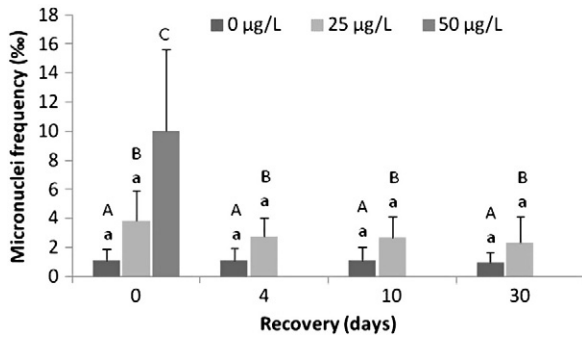 Micronuclei frequency (‰)
18
16
14
12
10
8
6
4
2
0
0 µg/L 25 µg/L 50 µg/L
C
B
a
A
a
B
a
A
a
B
a
A
a
B
a
A
a
0 4 10 30
Recovery (days)